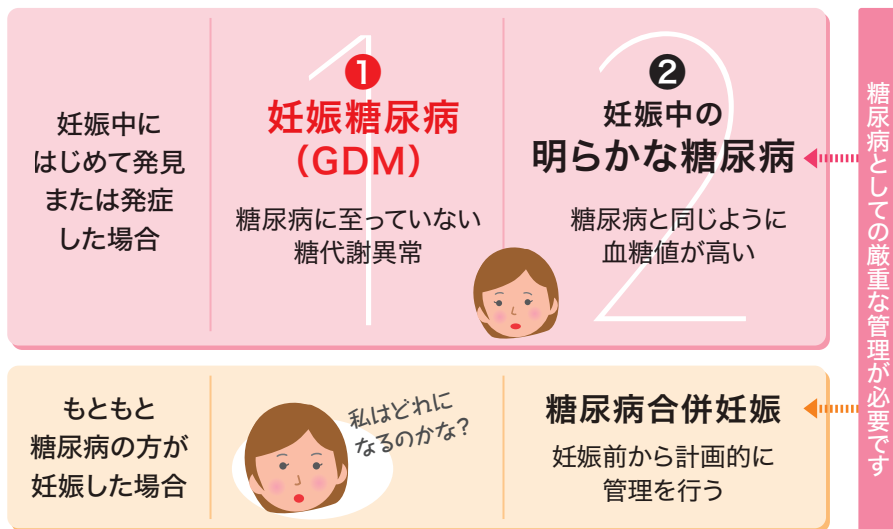 妊娠中に
はじめて発見
または発症
した場合
1
妊娠糖尿病
(GDM)
糖尿病に至っていない
糖代謝異常
2
妊娠中の
明らかな糖尿病
糖尿病と同じように
血糖値が高い
もともと
糖尿病の方が
妊娠した場合
私はどれに
なるのかな?
糖尿病合併妊娠
妊娠前から計画的に
管理を行う
糖尿病としての厳重な管理が必要です